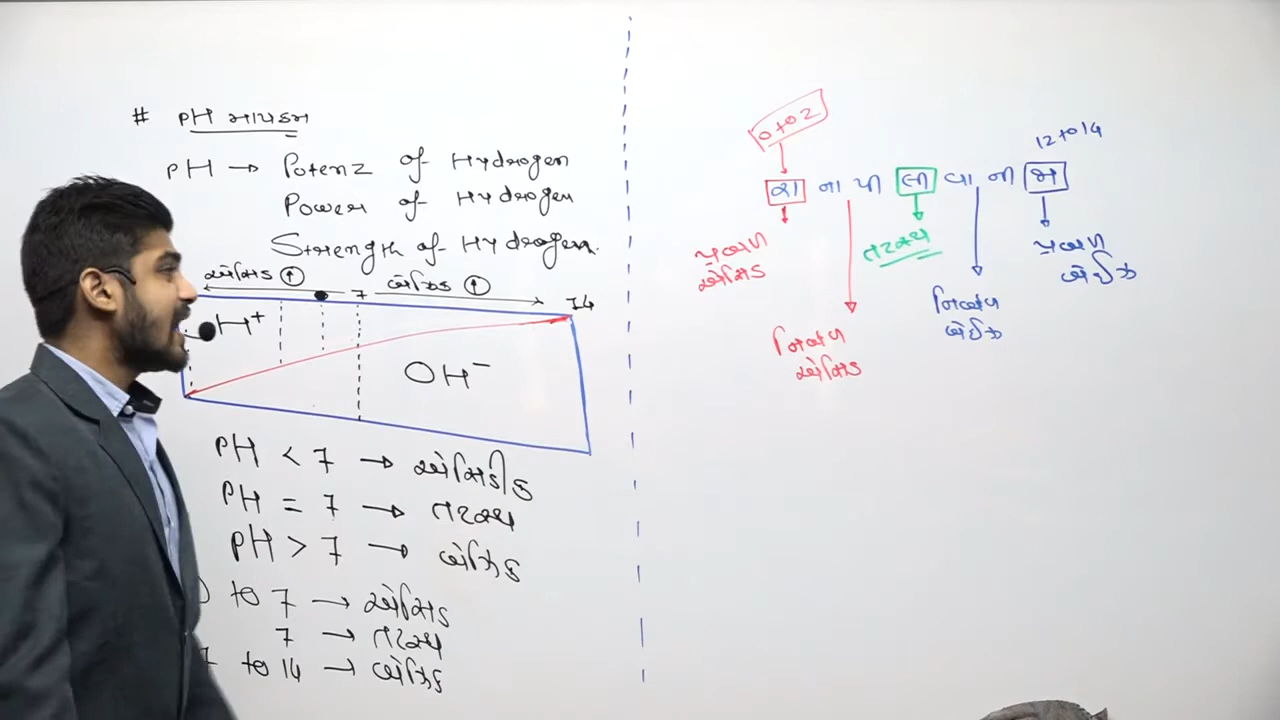 # PH માપક્રમ
PH → Potenz of Hydrogen
Power of Hydrogen
Strength of Hydrogen.
એસિડ ↑ 7 બેઝિક ↑ 14
H+
OH−
PH < 7 → એસિડીક
PH = 7 → તટસ્થ
PH > 7 → બેઝિક
to 7 → એસિડ
7 → તટસ્થ
to 14 → બેઝિક
0 to 2
12 to 14
જા ના પી લી વા ની મ
પ્રબળ
એસિડ
તટસ્થ
પ્રબળ
બેઈઝ
નિર્બળ
એસિડ
નિર્બળ
બેઈઝ